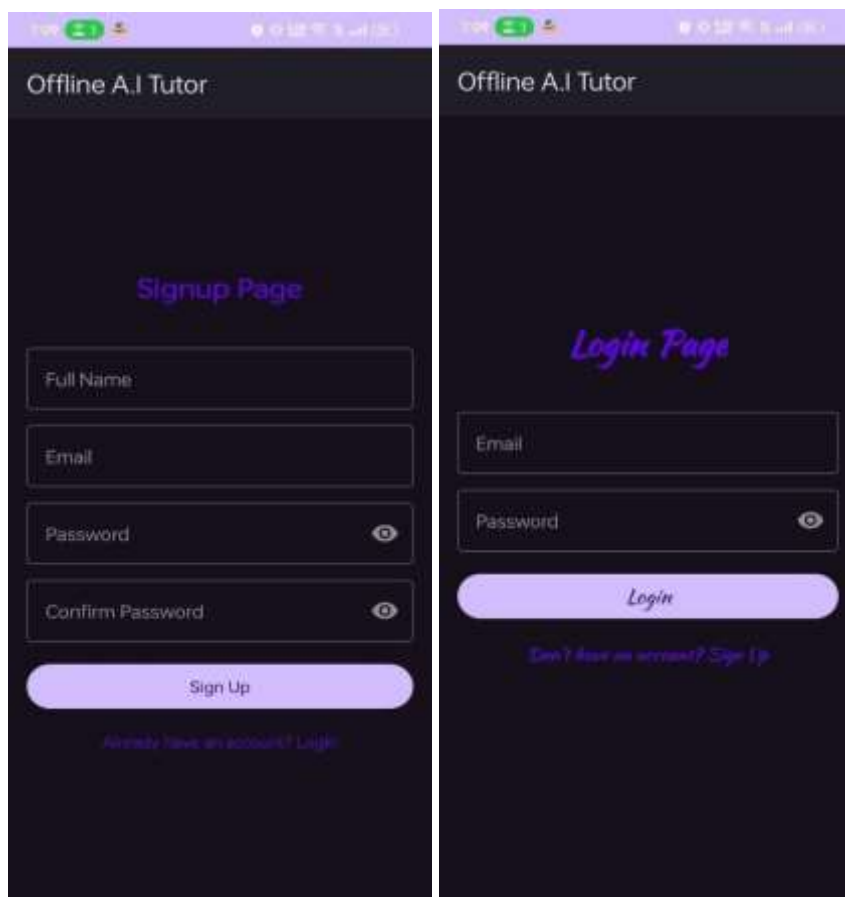 Offline A.I Tutor
Signup Page
Full Name
Email
Password
Confirm Password
Sign Up
Already have an account? Login
Offline A.I Tutor
Login Page
Email
Password
Login
Don't have an account? Sign Up